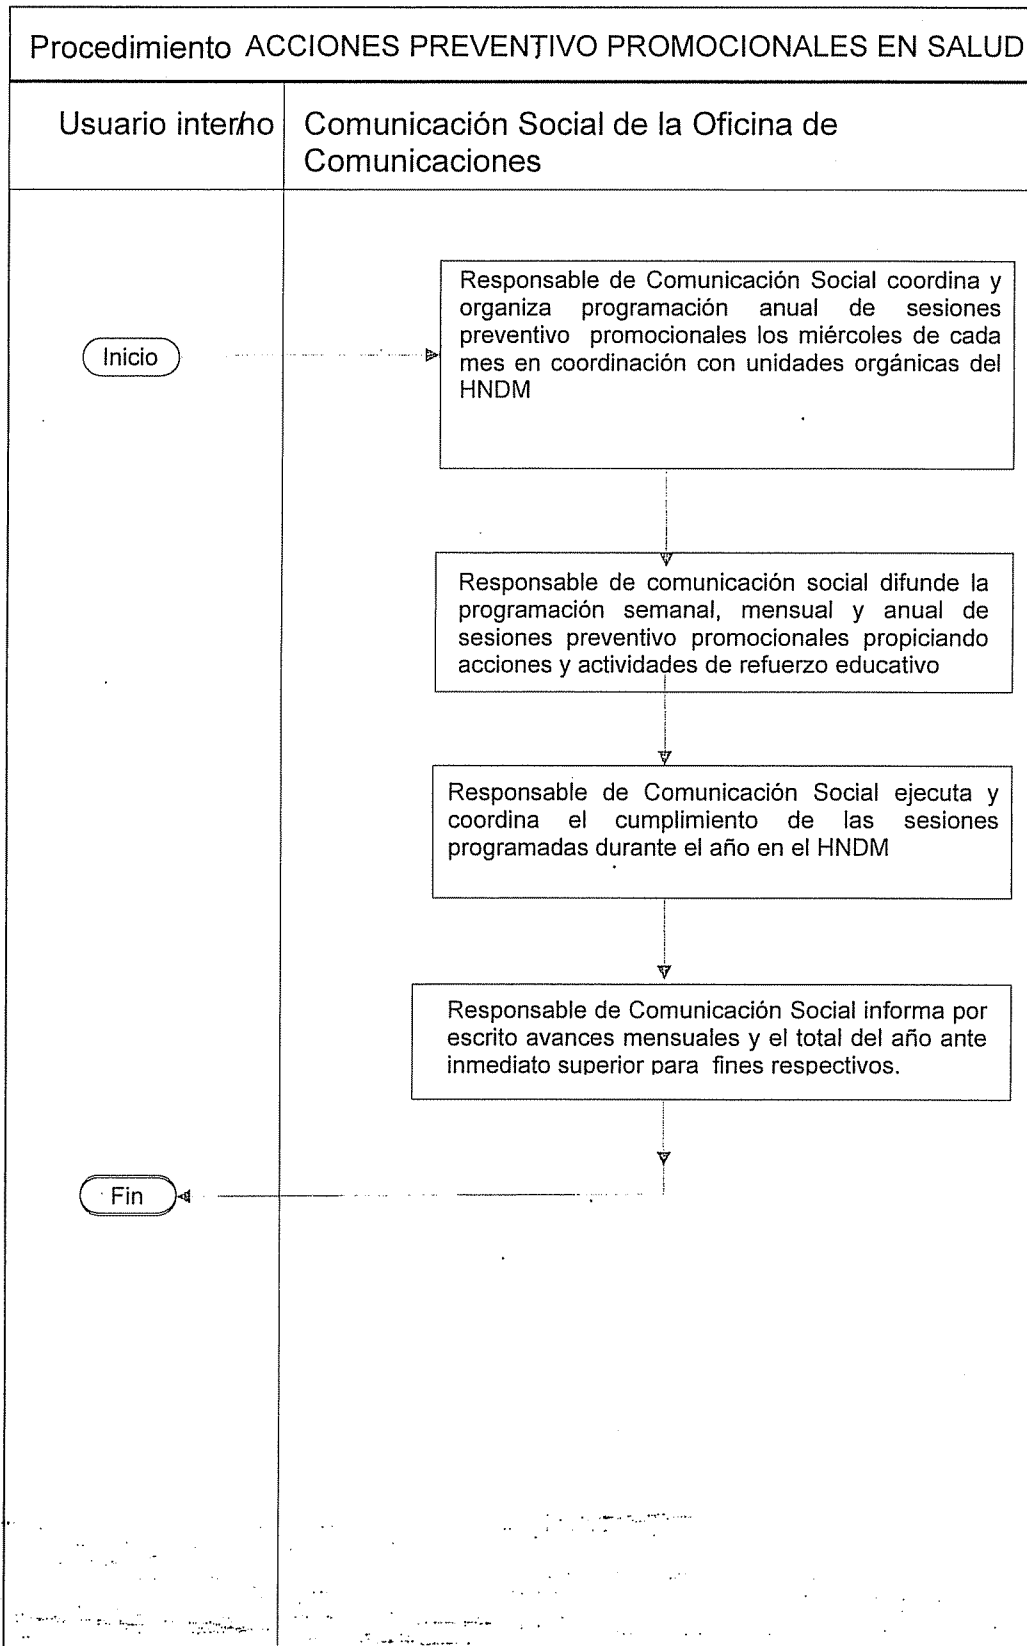 Procedimiento ACCIONES PREVENTIVO PROMOCIONALES EN SALUD
Usuario interno
Comunicación Social de la Oficina de
Comunicaciones
Inicio
Responsable de Comunicación Social coordina y
organiza programación anual de sesiones
preventivo promocionales los miércoles de cada
mes en coordinación con unidades orgánicas del
HNDM
Responsable de comunicación social difunde la
programación semanal, mensual y anual de
sesiones preventivo promocionales propiciando
acciones y actividades de refuerzo educativo
Responsable de Comunicación Social ejecuta y
coordina el cumplimiento de las sesiones
programadas durante el año en el HNDM
Responsable de Comunicación Social informa por
escrito avances mensuales y el total del año ante
inmediato superior para fines respectivos.
Fin